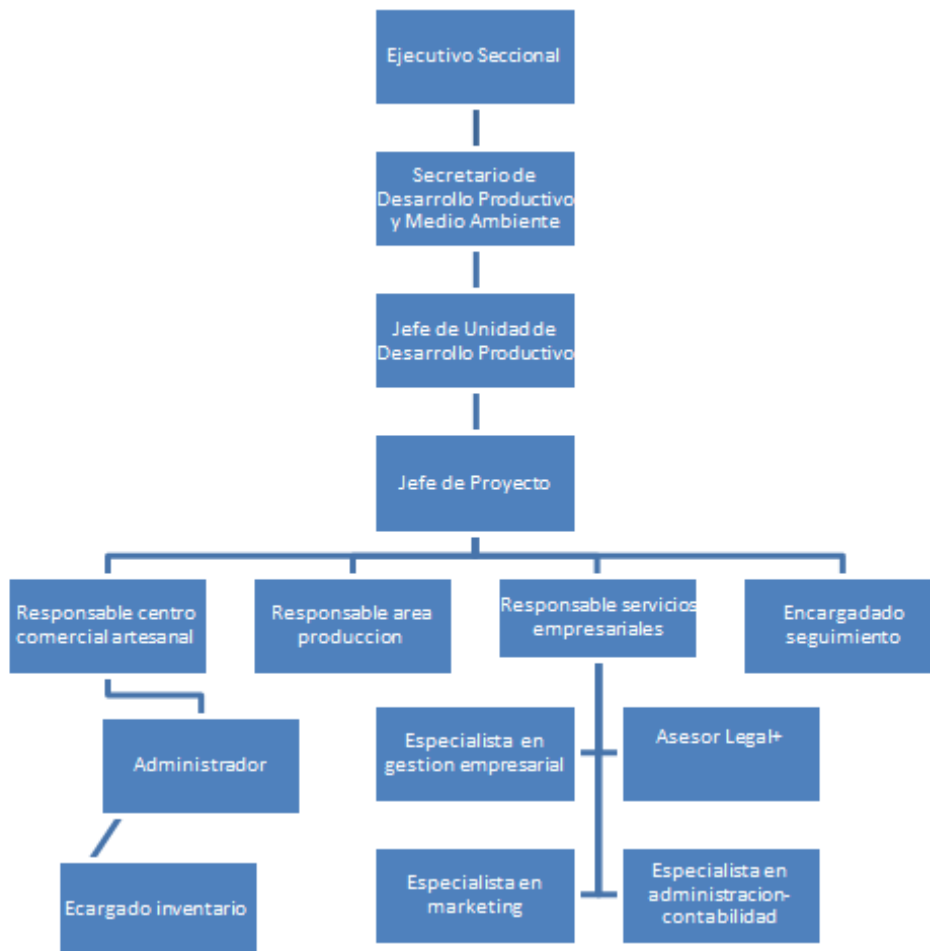 Ejecutivo Seccional
Secretario de
Desarrollo Productivo
y Medio Ambiente
Jefe de Unidad de
Desarrollo Productivo
Jefe de Proyecto
Responsable centro
comercial artesanal
Responsable area
produccion
Responsable servicios
empresariales
Encargadado
seguimiento
Administrador
Ecargado inventario
Especialista en
gestion empresarial
Asesor Legal+
Especialista en
marketing
Especialista en
administracion-
contabilidad